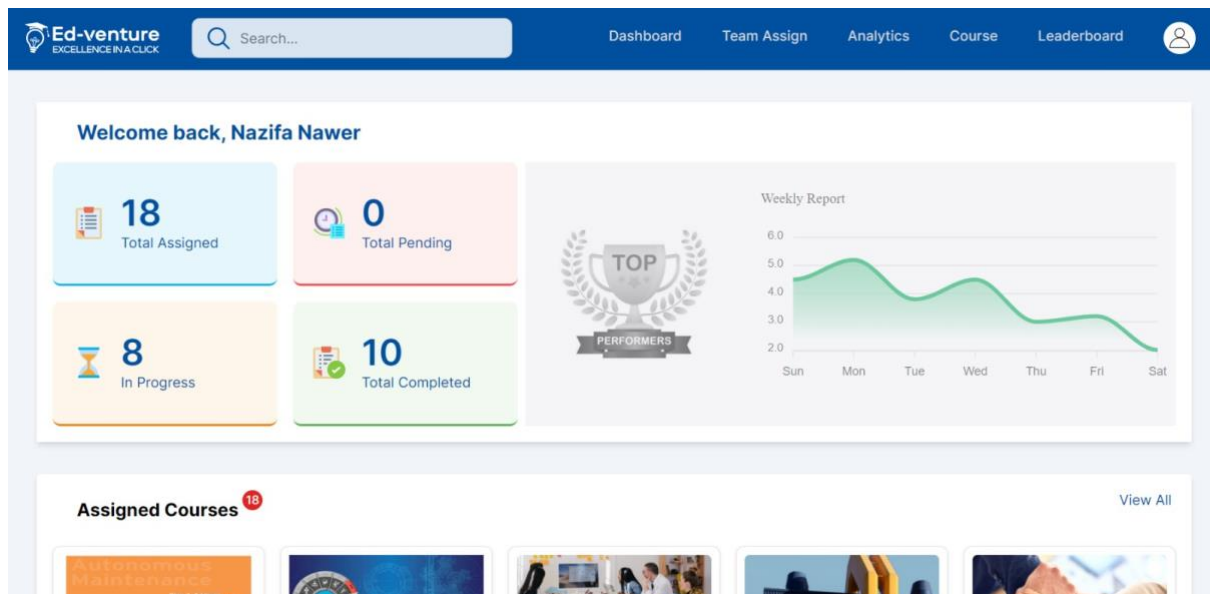 Ed-venture
EXCELLENCE IN A CLICK
Search...
Dashboard
Team Assign
Analytics
Course
Leaderboard
Welcome back, Nazifa Nawer
18
Total Assigned
0
Total Pending
8
In Progress
10
Total Completed
TOP
PERFORMERS
Weekly Report
6.0
5.0
4.0
3.0
2.0
Sun Mon Tue Wed Thu Fri Sat
Assigned Courses 18
View All
Autonomous
Maintenance